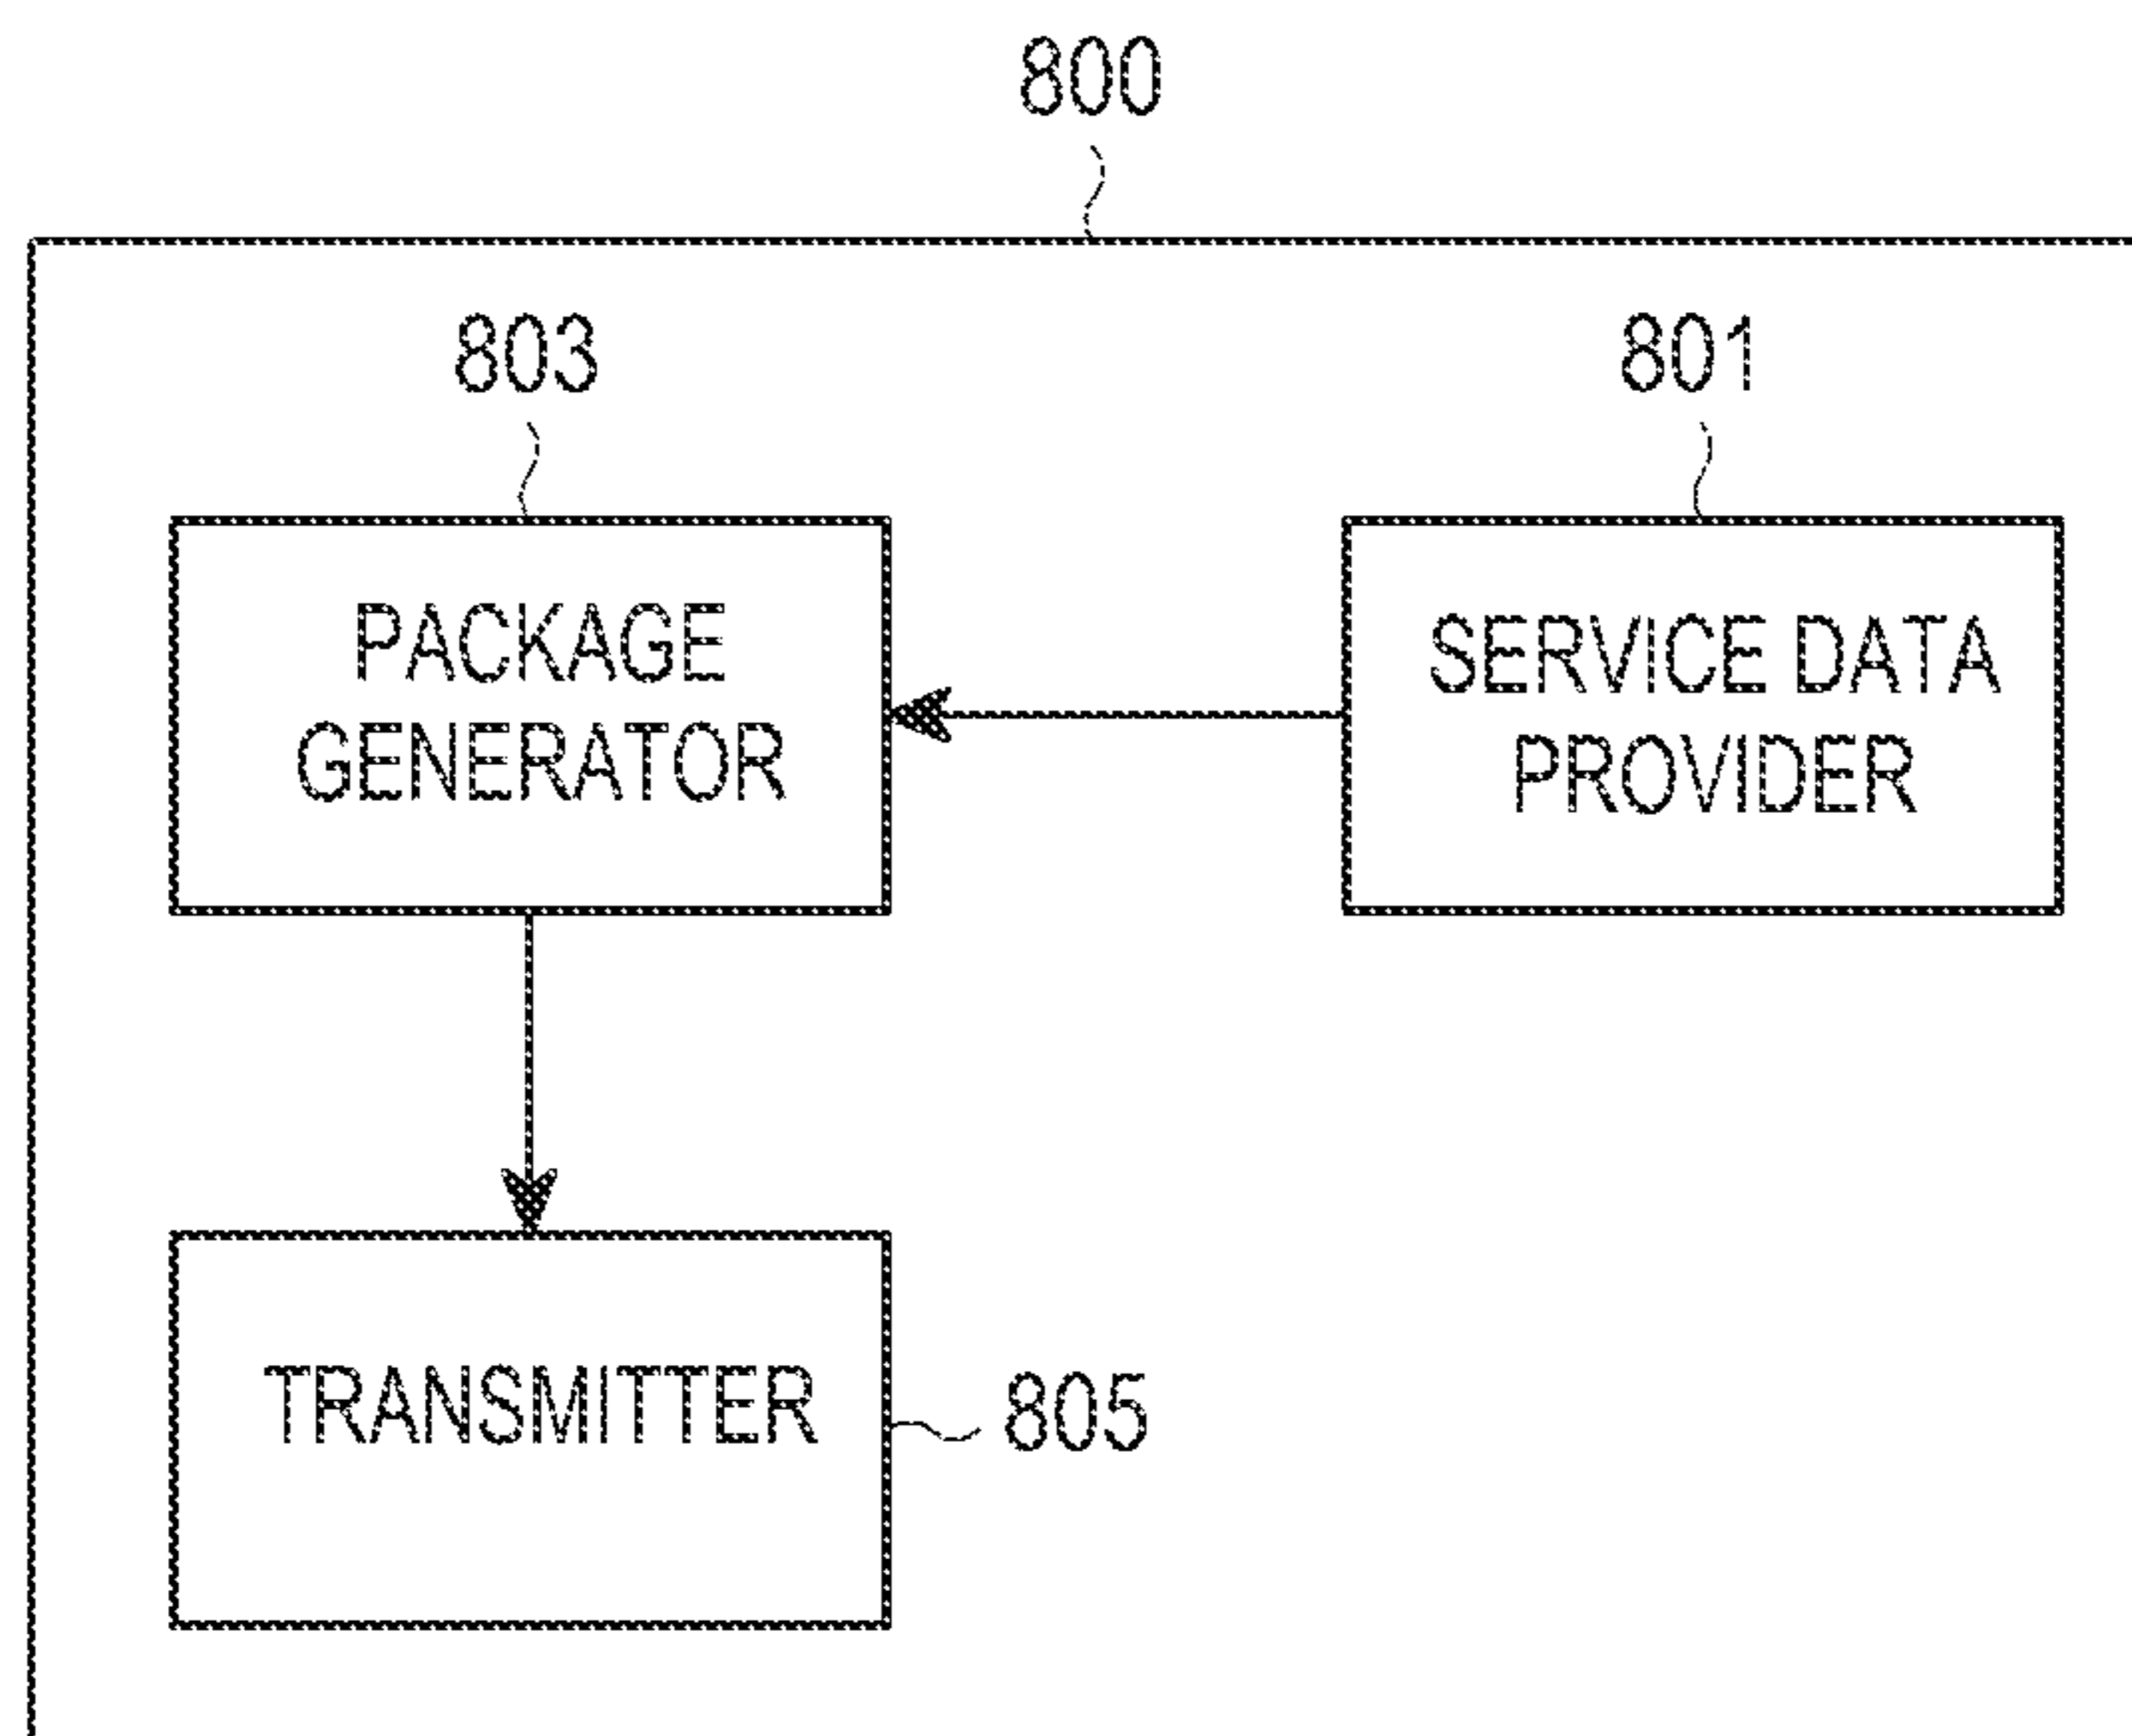 800
803
801
PACKAGE
GENERATOR
SERVICE DATA
PROVIDER
TRANSMITTER
805